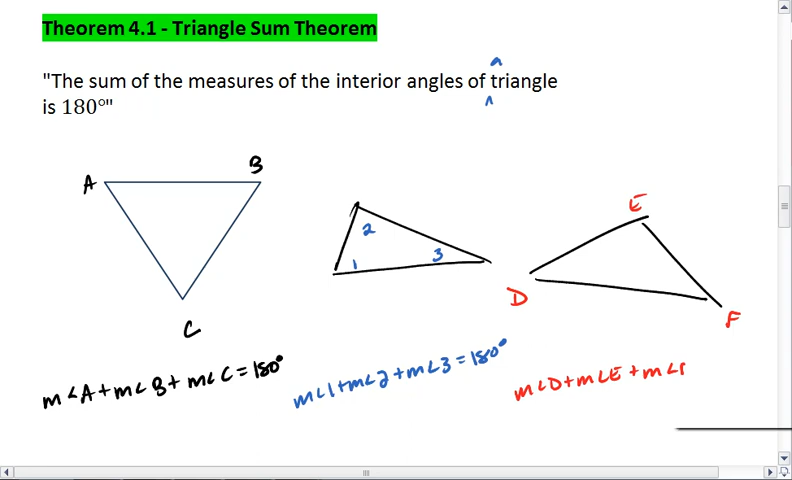 Theorem 4.1 - Triangle Sum Theorem
a
"The sum of the measures of the interior angles of triangle
^
is 180°"
A B
C
2
1 3
E
D
F
m∠A+m∠B+m∠C=180°
m∠1+m∠2+m∠3=180°
m∠D+m∠E+m∠